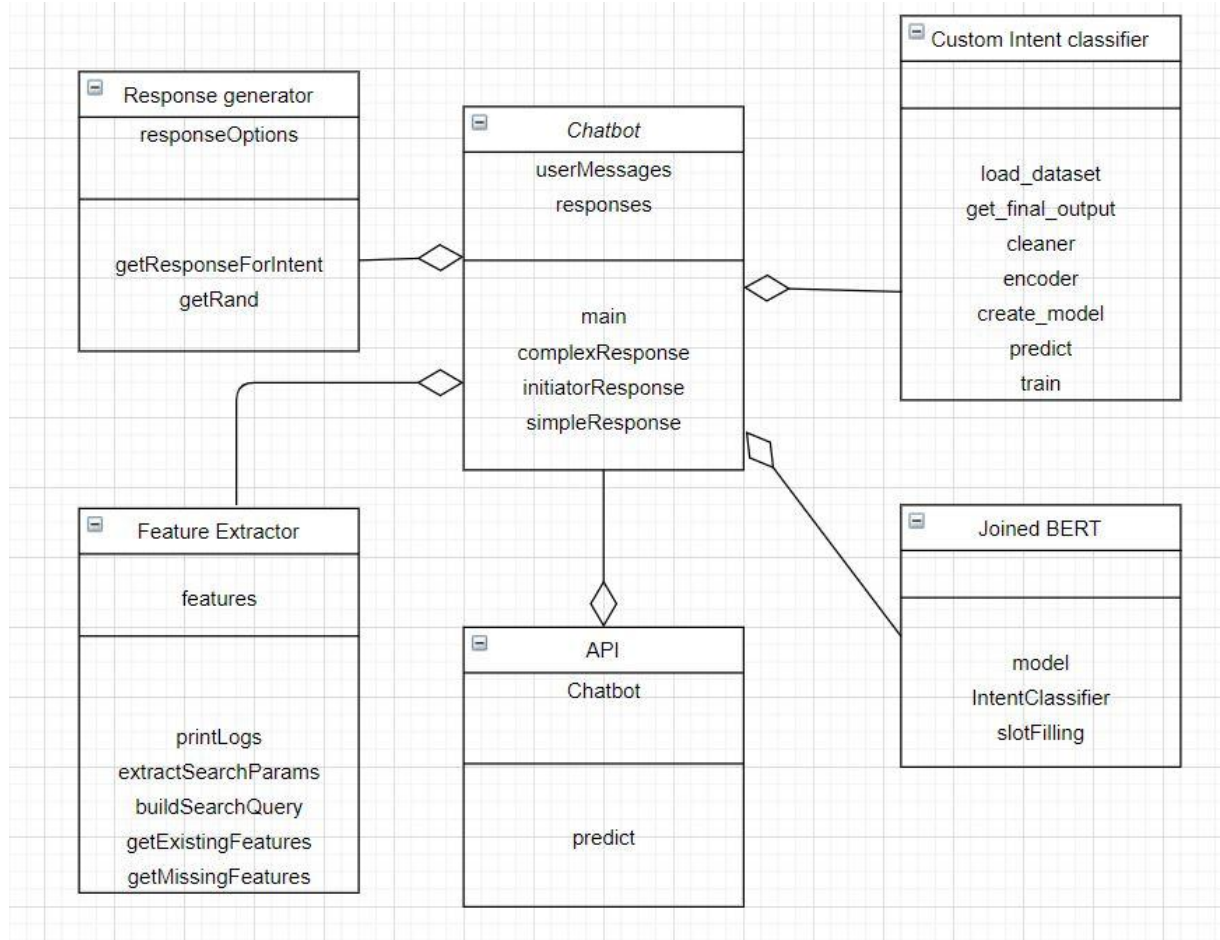 Response generator
responseOptions
getResponseForIntent
getRand
Chatbot
userMessages
responses
main
complexResponse
initiatorResponse
simpleResponse
Custom Intent classifier
load_dataset
get_final_output
cleaner
encoder
create_model
predict
train
Feature Extractor
features
printLogs
extractSearchParams
buildSearchQuery
getExistingFeatures
getMissingFeatures
API
Chatbot
predict
Joined BERT
model
IntentClassifier
slotFilling